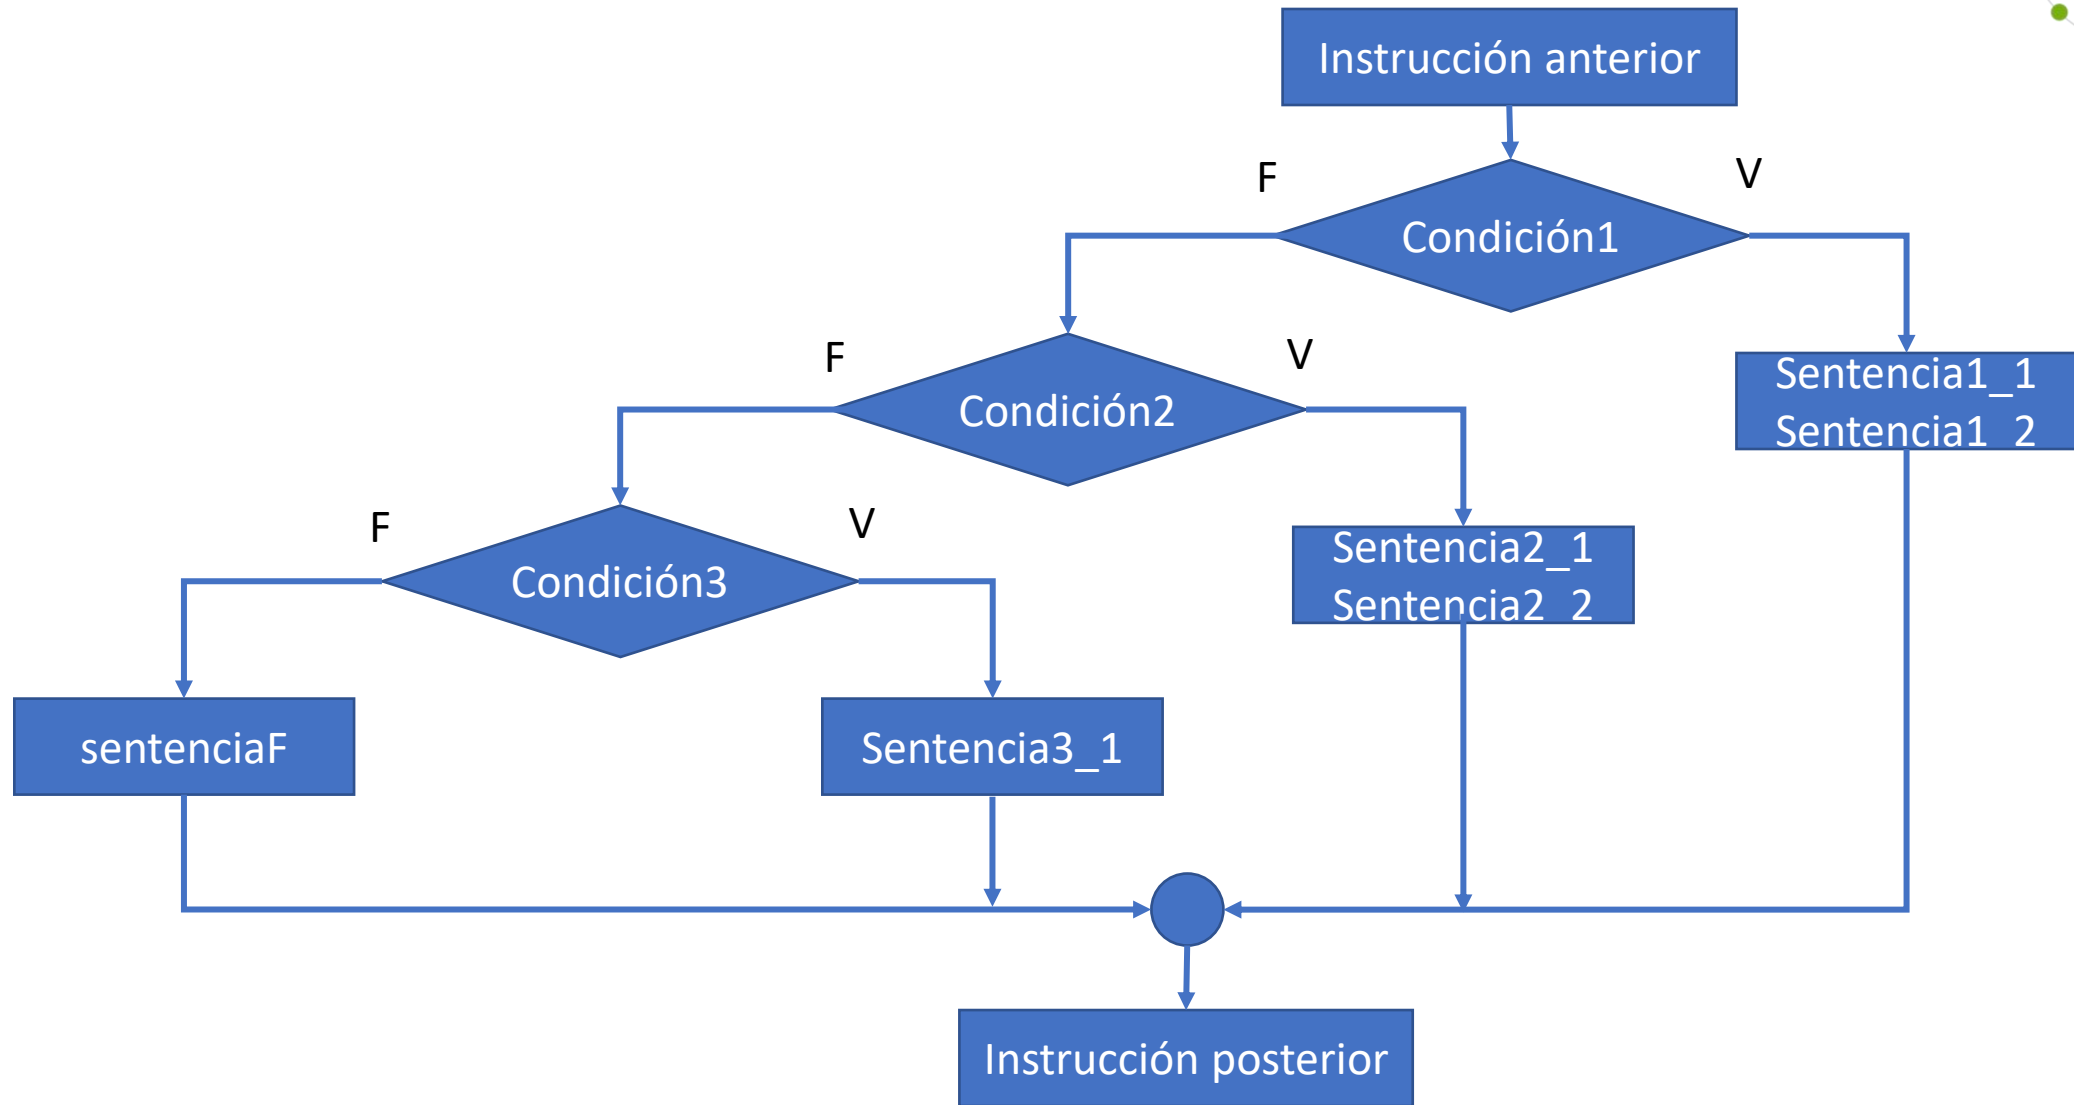 Instrucción anterior
F
V
Condición1
F
V
Condición2
Sentencia1_1
Sentencia1_2
F
V
Condición3
Sentencia2_1
Sentencia2_2
sentenciaF
Sentencia3_1
Instrucción posterior